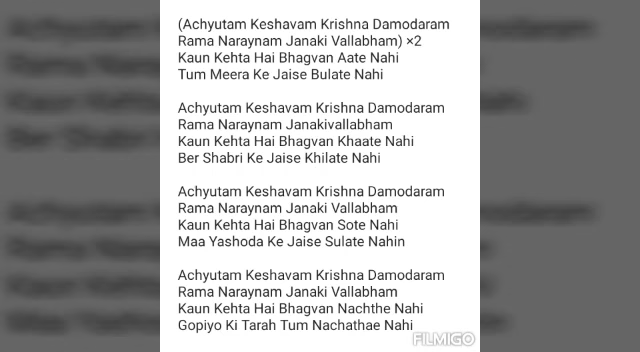 (Achyutam Keshavam Krishna Damodaram
Rama Naraynam Janaki Vallabham) ×2
Kaun Kehta Hai Bhagvan Aate Nahi
Tum Meera Ke Jaise Bulate Nahi
Achyutam Keshavam Krishna Damodaram
Rama Naraynam Janakivallabham
Kaun Kehta Hai Bhagvan Khaate Nahi
Ber Shabri Ke Jaise Khilate Nahi
Achyutam Keshavam Krishna Damodaram
Rama Naraynam Janaki Vallabham
Kaun Kehta Hai Bhagvan Sote Nahi
Maa Yashoda Ke Jaise Sulate Nahin
Achyutam Keshavam Krishna Damodaram
Rama Naraynam Janaki Vallabham
Kaun Kehta Hai Bhagvan Nachthe Nahi
Gopiyo Ki Tarah Tum Nachathae Nahi
FILMIGO